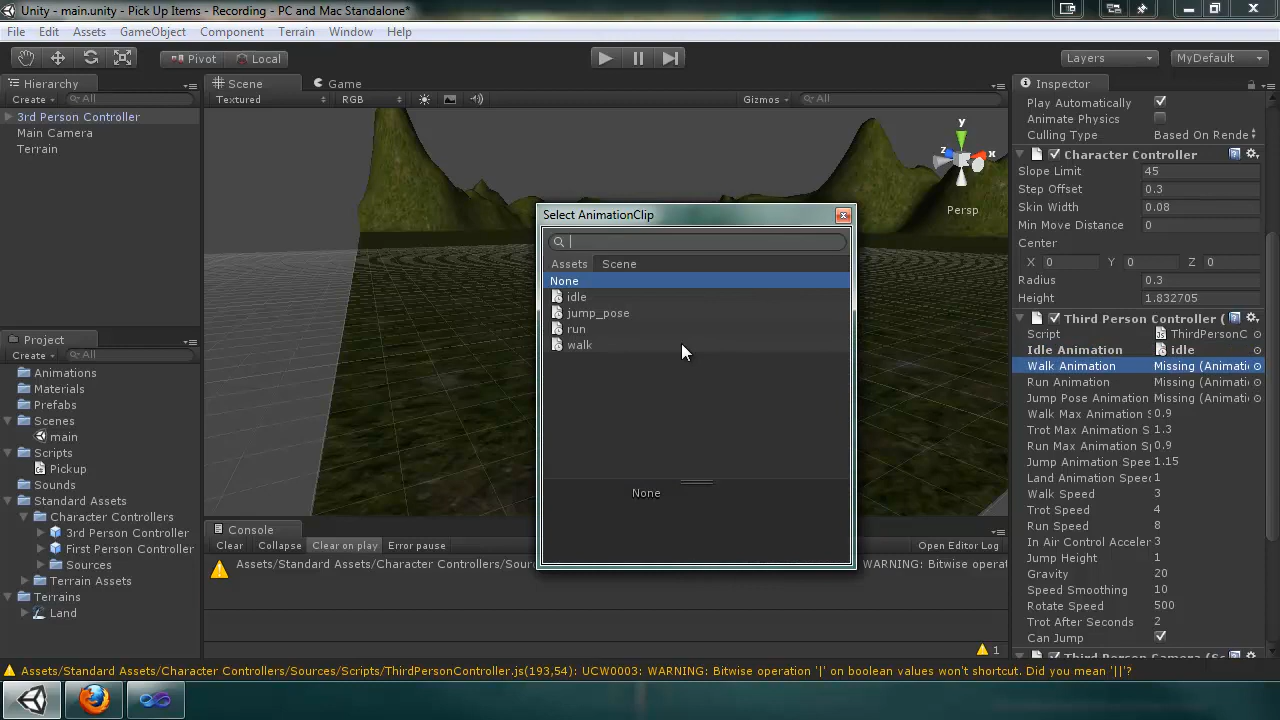 Unity - main.unity - Pick Up Items - Recording - PC and Mac Standalone*
File Edit Assets GameObject Component Terrain Window Help
Pivot Local Layers MyDefault
Hierarchy
Create All
3rd Person Controller
Main Camera
Terrain
Project
Create All
Animations
Materials
Prefabs
Scenes
main
Scripts
Pickup
Sounds
Standard Assets
Character Controllers
3rd Person Controller
First Person Controller
Sources
Terrain Assets
Terrains
Land
Scene Game
Textured RGB Gizmos All
y
z x
Persp
Select AnimationClip
Assets Scene
None
idle
jump_pose
run
walk
None
Console
Clear Collapse Clear on play Error pause Open Editor Log
Assets/Standard Assets/Character Controllers/Sour WARNING: Bitwise operat
1
Inspector
Play Automatically
Animate Physics
Culling Type Based On Rende
Character Controller
Slope Limit 45
Step Offset 0.3
Skin Width 0.08
Min Move Distance 0
Center
X 0 Y 0 Z 0
Radius 0.3
Height 1.832705
Third Person Controller (
Script ThirdPersonC
Idle Animation idle
Walk Animation Missing (Animati
Run Animation Missing (Animati
Jump Pose Animation Missing (Animati
Walk Max Animation S 0.9
Trot Max Animation S 1.3
Run Max Animation Sp 0.9
Jump Animation Spee 1.15
Land Animation Speed 1
Walk Speed 3
Trot Speed 4
Run Speed 8
In Air Control Acceler 3
Jump Height 1
Gravity 20
Speed Smoothing 10
Rotate Speed 500
Trot After Seconds 2
Can Jump
Third Person Camera (Sc
Assets/Standard Assets/Character Controllers/Sources/Scripts/ThirdPersonController.js(193,54): UCW0003: WARNING: Bitwise operation '|' on boolean values won't shortcut. Did you mean '||'?